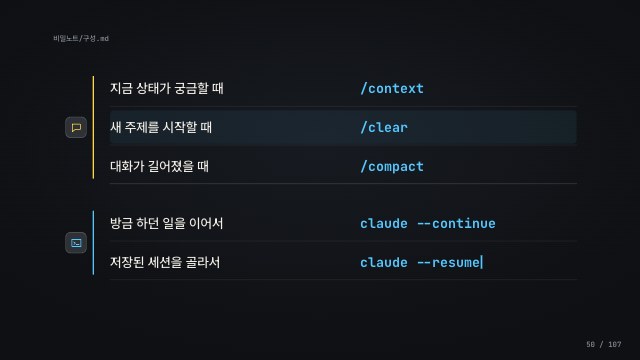 비밀노트/구성.md
지금 상태가 궁금할 때 /context
새 주제를 시작할 때 /clear
대화가 길어졌을 때 /compact
방금 하던 일을 이어서 claude --continue
저장된 세션을 골라서 claude --resume
50 / 107